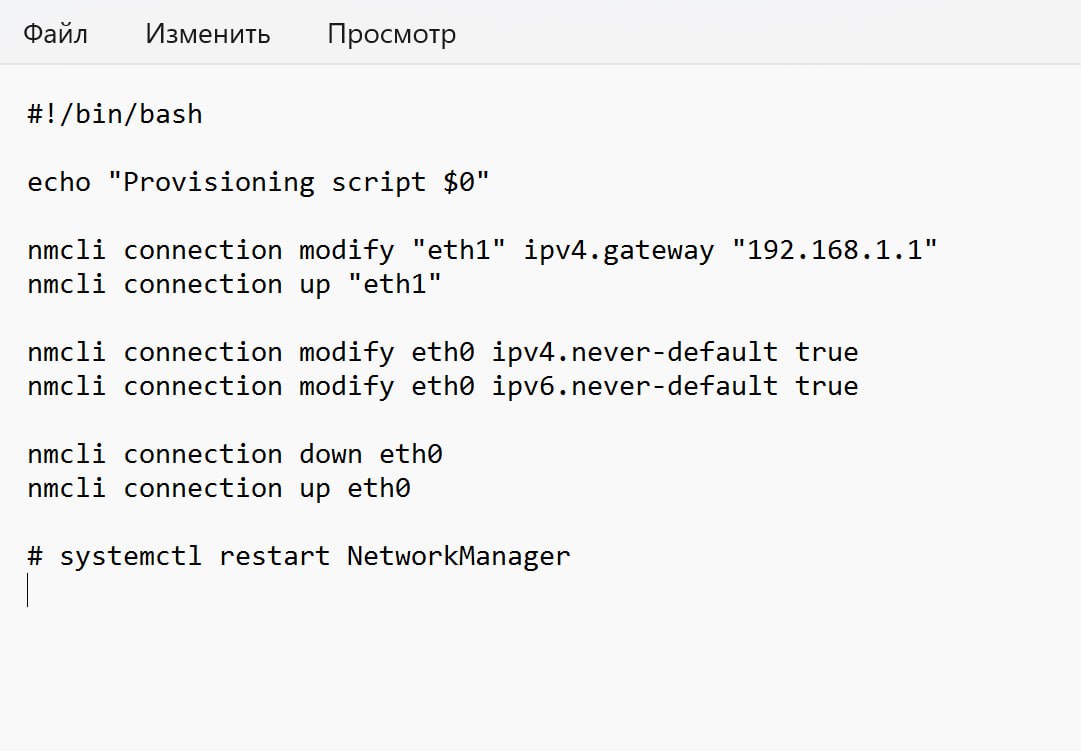 Файл Изменить Просмотр
#!/bin/bash
echo "Provisioning script $0"
nmcli connection modify "eth1" ipv4.gateway "192.168.1.1"
nmcli connection up "eth1"
nmcli connection modify eth0 ipv4.never-default true
nmcli connection modify eth0 ipv6.never-default true
nmcli connection down eth0
nmcli connection up eth0
# systemctl restart NetworkManager